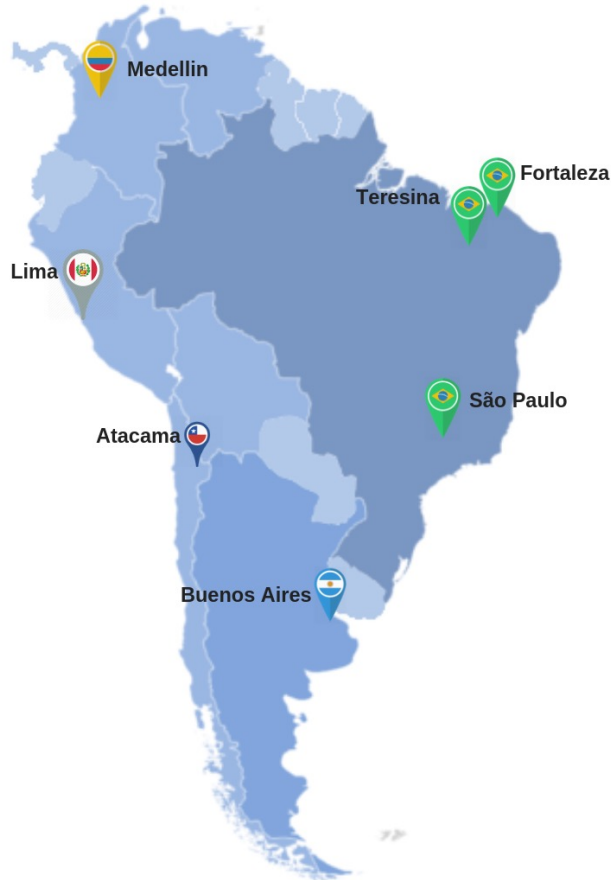 Medellin
Fortaleza
Teresina
Lima
São Paulo
Atacama
Buenos Aires